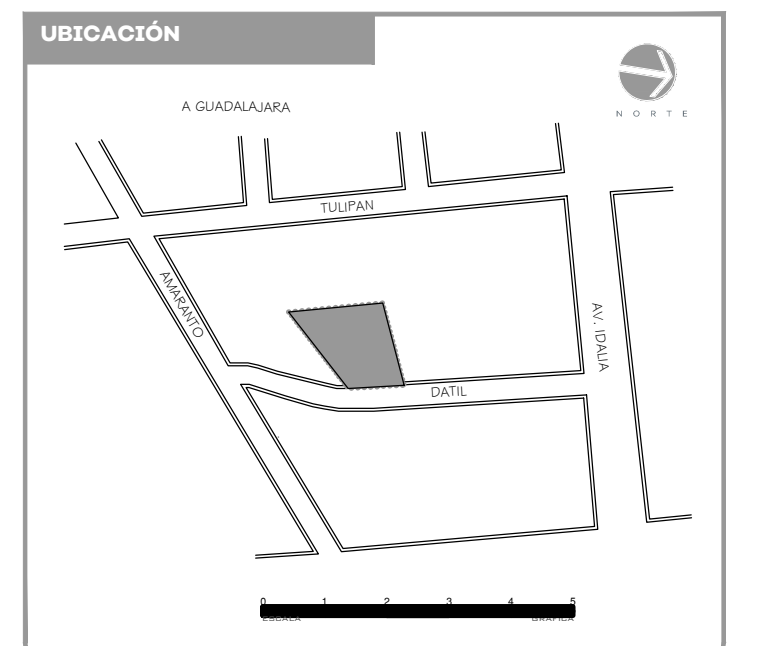 UBICACIÓN
NORTE
A GUADALAJARA
TULIPAN
AMARANTO
AV. IDALIA
DATIL
0 1 2 3 4 5
ESCALA GRAFICA